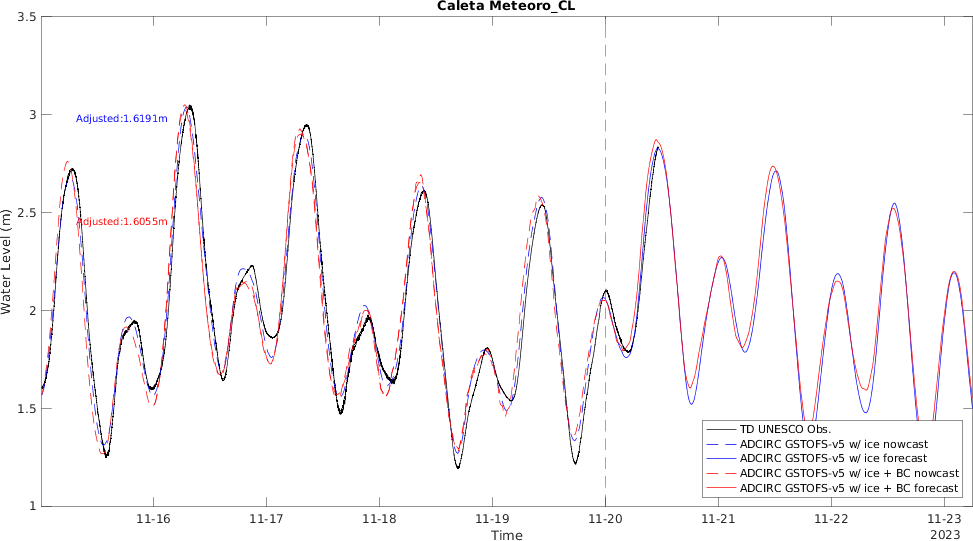 Caleta Meteoro_CL
3.5
3
2.5
2
1.5
1
Water Level (m)
Adjusted:1.6191m
Adjusted:1.6055m
TD UNESCO Obs.
ADCIRC GSTOFS-v5 w/ ice nowcast
ADCIRC GSTOFS-v5 w/ ice forecast
ADCIRC GSTOFS-v5 w/ ice + BC nowcast
ADCIRC GSTOFS-v5 w/ ice + BC forecast
11-16 11-17 11-18 11-19 11-20 11-21 11-22 11-23
2023
Time